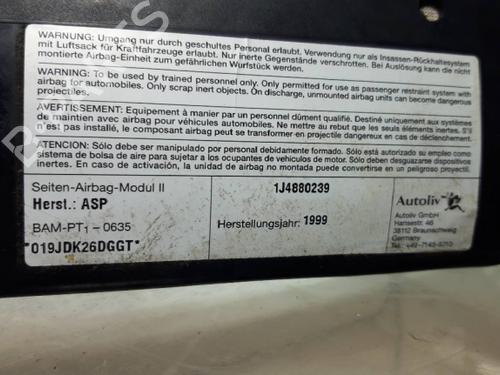 WARNUNG: Umgang nur durch geschultes Personal erlaubt. Verwendung nur als Insassen-Rückhaltesystem
mit Luftsack für Kraftfahrzeuge erlaubt. Nur inerte Gegenstände verschrotten. Bei Auslösung kann die nicht
montierte Airbag-Einheit zum gefährlichen Wurfstück werden.
WARNING: To be used by trained personnel only. Only permitted for use as passenger restraint system with
airbag for automobiles. Only scrap inert objects. On discharge, unmounted airbag units can become dangerous
projectiles.
AVERTISSEMENT: Equipement à manier par un personnel dûment qualifié. Destiné uniquement aux systèmes
de maintien avec airbag pour véhicules automobiles. Ne mettre au rebut que les seuls éléments inertes. S'il
n'est pas installé, le composant airbag peut se transformer en projectile dangereux en cas de déclenchement.
ATENCIÓN: Sólo debe ser manipulado por personal debidamente formado. Sólo está autorizado su empleo como
sistema de bolsa de aire para sujetar a los ocupantes de vehículos de motor. Sólo deben desguazarse dispositivos inertes.
En caso de activación, la unidad de airbag no montada puede convertirse en un peligroso proyectil.
Seiten-Airbag-Modul II 1J4880239
Herst.: ASP
BAM-PT1 - 0635 Herstellungsjahr: 1999
*019JDK26DGGT*
Autoliv
Autoliv GmbH
Hansestr. 46
38112 Braunschweig
Germany